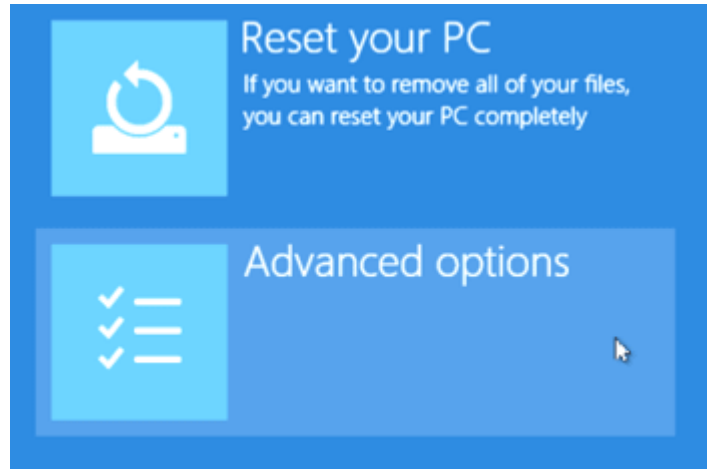 Reset your PC
If you want to remove all of your files,
you can reset your PC completely
Advanced options